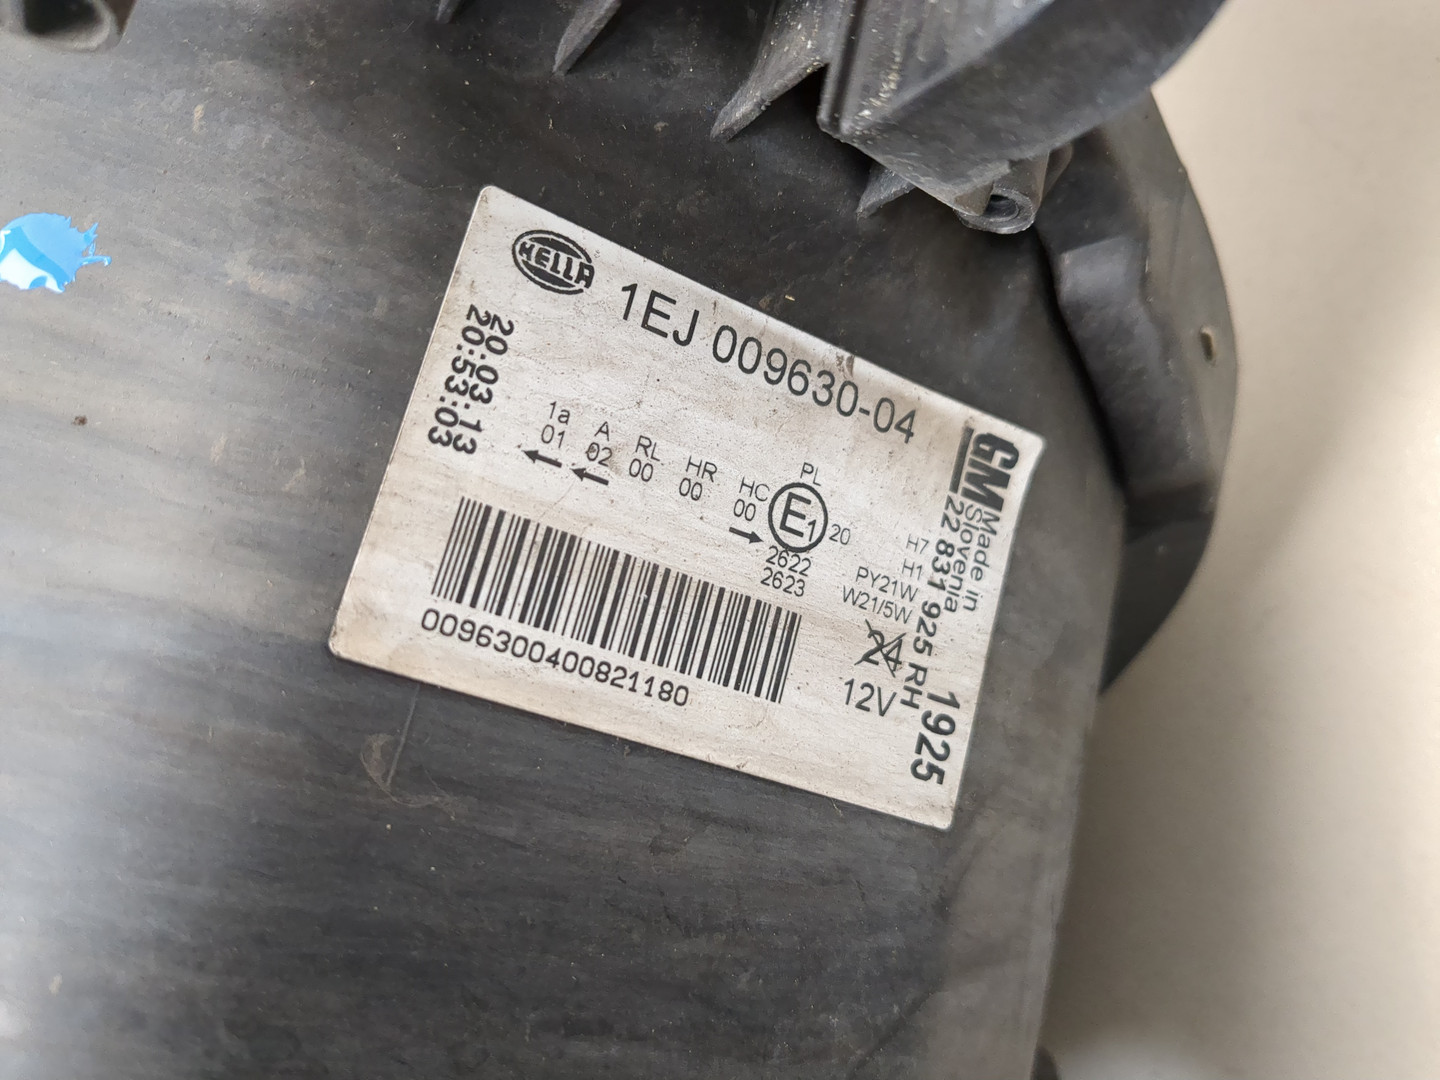 HELLA
1EJ 009630-04
20.03.13
20:53:03
1a
01
A
02
RL
00
HR
00
HC
00
PL
E1
20
2622
2623
H7
H1
PY21W
W21/5W
24
12V
009630040082118​0
GM
Made in
Slovenia
22 831 925 RH
1925